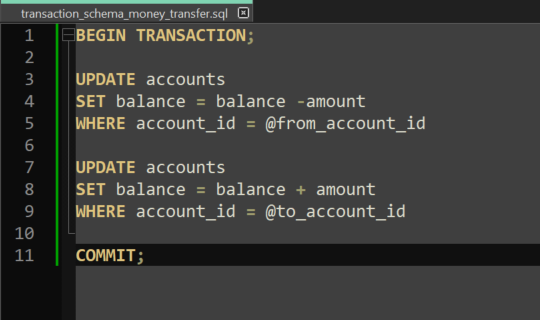 transaction_schema_money_transfer.sql
1 BEGIN TRANSACTION;
2
3 UPDATE accounts
4 SET balance = balance -amount
5 WHERE account_id = @from_account_id
6
7 UPDATE accounts
8 SET balance = balance + amount
9 WHERE account_id = @to_account_id
10
11 COMMIT;